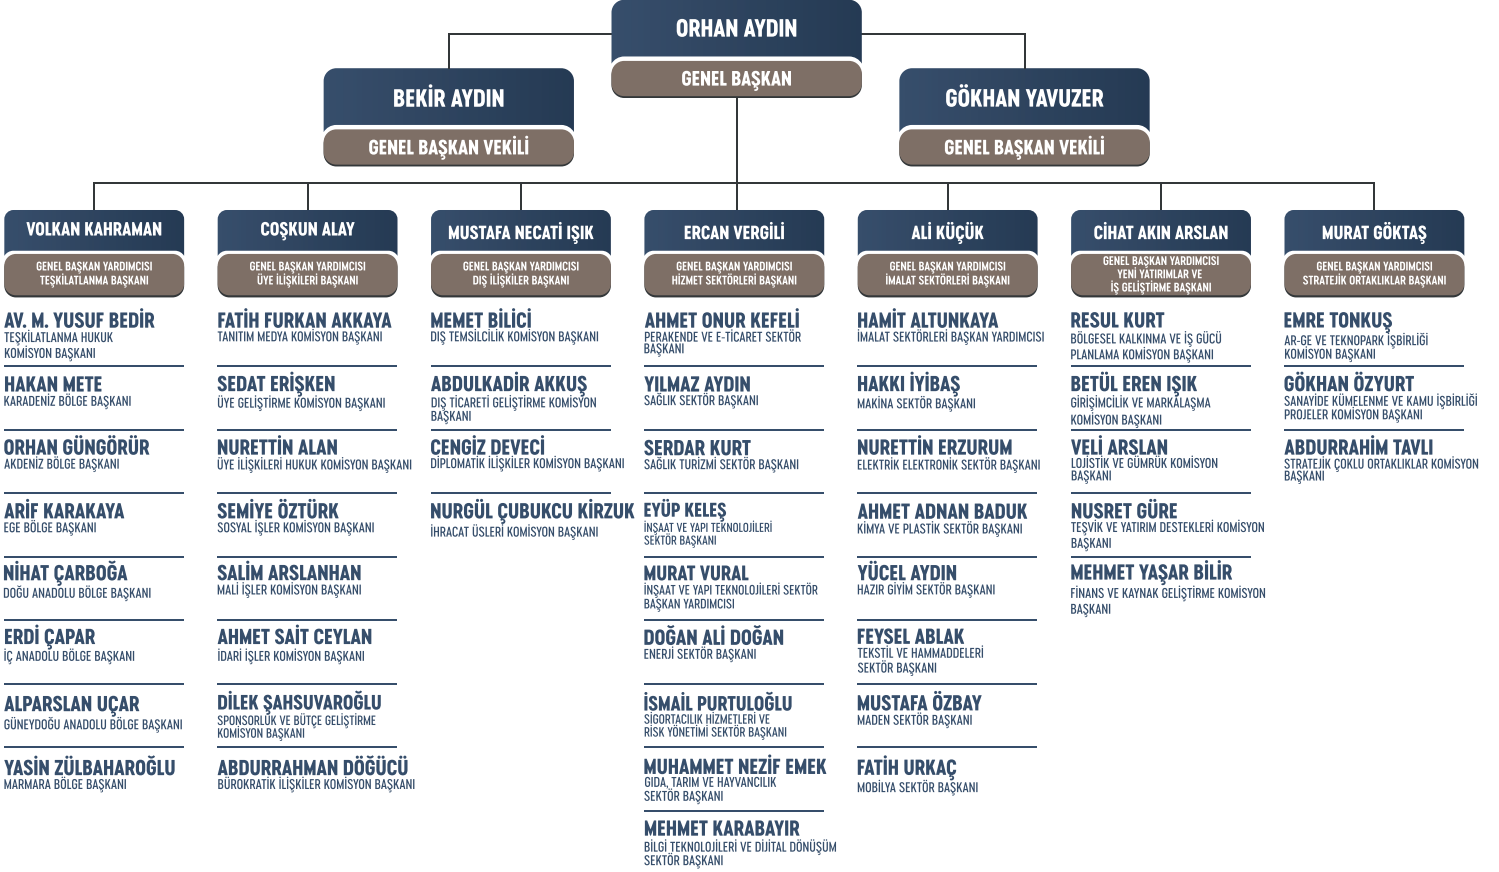 ORHAN AYDIN
GENEL BAŞKAN
BEKİR AYDIN
GENEL BAŞKAN VEKİLİ
GÖKHAN YAVUZER
GENEL BAŞKAN VEKİLİ
VOLKAN KAHRAMAN
GENEL BAŞKAN YARDIMCISI
TEŞKİLATLANMA BAŞKANI
AV. M. YUSUF BEDİR
TEŞKİLATLANMA HUKUK
KOMİSYON BAŞKANI
HAKAN METE
KARADENİZ BÖLGE BAŞKANI
ORHAN GÜNGÖRÜR
AKDENİZ BÖLGE BAŞKANI
ARİF KARAKAYA
EGE BÖLGE BAŞKANI
NİHAT ÇARBOĞA
DOĞU ANADOLU BÖLGE BAŞKANI
ERDİ ÇAPAR
İÇ ANADOLU BÖLGE BAŞKANI
ALPARSLAN UÇAR
GÜNEYDOĞU ANADOLU BÖLGE BAŞKANI
YASİN ZÜLBAHAROĞLU
MARMARA BÖLGE BAŞKANI
COŞKUN ALAY
GENEL BAŞKAN YARDIMCISI
ÜYE İLİŞKİLERİ BAŞKANI
FATİH FURKAN AKKAYA
TANITIM MEDYA KOMİSYON BAŞKANI
SEDAT ERİŞKEN
ÜYE GELİŞTİRME KOMİSYON BAŞKANI
NURETTİN ALAN
ÜYE İLİŞKİLERİ HUKUK KOMİSYON BAŞKANI
SEMİYE ÖZTÜRK
SOSYAL İŞLER KOMİSYON BAŞKANI
SALİM ARSLANHAN
MALİ İŞLER KOMİSYON BAŞKANI
AHMET SAİT CEYLAN
İDARİ İŞLER KOMİSYON BAŞKANI
DİLEK ŞAHSUVAROĞLU
SPONSORLUK VE BÜTÇE GELİŞTİRME
KOMİSYON BAŞKANI
ABDURRAHMAN DÖĞÜCÜ
BÜROKRATİK İLİŞKİLER KOMİSYON BAŞKANI
MUSTAFA NECATİ IŞIK
GENEL BAŞKAN YARDIMCISI
DIŞ İLİŞKİLER BAŞKANI
MEMET BİLİCİ
DIŞ TEMSİLCİLİK KOMİSYON BAŞKANI
ABDULKADİR AKKUŞ
DIŞ TİCARETİ GELİŞTİRME KOMİSYON
BAŞKANI
CENGİZ DEVECİ
DİPLOMATİK İLİŞKİLER KOMİSYON BAŞKANI
NURGÜL ÇUBUKCU KİRZUK
İHRACAT ÜSLERİ KOMİSYON BAŞKANI
ERCAN VERGİLİ
GENEL BAŞKAN YARDIMCISI
HİZMET SEKTÖRLERİ BAŞKANI
AHMET ONUR KEFELİ
PERAKENDE VE E-TİCARET SEKTÖR
BAŞKANI
YILMAZ AYDIN
SAĞLIK SEKTÖR BAŞKANI
SERDAR KURT
SAĞLIK TURİZMİ SEKTÖR BAŞKANI
EYÜP KELEŞ
İNŞAAT VE YAPI TEKNOLOJİLERİ
SEKTÖR BAŞKANI
MURAT VURAL
İNŞAAT VE YAPI TEKNOLOJİLERİ SEKTÖR
BAŞKAN YARDIMCISI
DOĞAN ALİ DOĞAN
ENERJİ SEKTÖR BAŞKANI
İSMAİL PURTULOĞLU
SİGORTACILIK HİZMETLERİ VE
RİSK YÖNETİMİ SEKTÖR BAŞKANI
MUHAMMET NEZİF EMEK
GIDA, TARIM VE HAYVANCILIK
SEKTÖR BAŞKANI
MEHMET KARABAYIR
BİLGİ TEKNOLOJİLERİ VE DİJİTAL DÖNÜŞÜM
SEKTÖR BAŞKANI
ALİ KÜÇÜK
GENEL BAŞKAN YARDIMCISI
İMALAT SEKTÖRLERİ BAŞKANI
HAMİT ALTUNKAYA
İMALAT SEKTÖRLERİ BAŞKAN YARDIMCISI
HAKKI İYİBAŞ
MAKİNA SEKTÖR BAŞKANI
NURETTİN ERZURUM
ELEKTRİK ELEKTRONİK SEKTÖR BAŞKANI
AHMET ADNAN BADUK
KİMYA VE PLASTİK SEKTÖR BAŞKANI
YÜCEL AYDIN
HAZIR GİYİM SEKTÖR BAŞKANI
FEYSEL ABLAK
TEKSTİL VE HAMMADDELERİ
SEKTÖR BAŞKANI
MUSTAFA ÖZBAY
MADEN SEKTÖR BAŞKANI
FATİH URKAÇ
MOBİLYA SEKTÖR BAŞKANI
CİHAT AKIN ARSLAN
GENEL BAŞKAN YARDIMCISI
YENİ YATIRIMLAR VE
İŞ GELİŞTİRME BAŞKANI
RESUL KURT
BÖLGESEL KALKINMA VE İŞ GÜCÜ
PLANLAMA KOMİSYON BAŞKANI
BETÜL EREN IŞIK
GİRİŞİMCİLİK VE MARKALAŞMA
KOMİSYON BAŞKANI
VELİ ARSLAN
LOJİSTİK VE GÜMRÜK KOMİSYON
BAŞKANI
NUSRET GÜRE
TEŞVİK VE YATIRIM DESTEKLERİ KOMİSYON
BAŞKANI
MEHMET YAŞAR BİLİR
FİNANS VE KAYNAK GELİŞTİRME KOMİSYON
BAŞKANI
MURAT GÖKTAŞ
GENEL BAŞKAN YARDIMCISI
STRATEJİK ORTAKLIKLAR BAŞKANI
EMRE TONKUŞ
AR-GE VE TEKNOPARK İŞBİRLİĞİ
KOMİSYON BAŞKANI
GÖKHAN ÖZYURT
SANAYİDE KÜMELENME VE KAMU İŞBİRLİĞİ
PROJELER KOMİSYON BAŞKANI
ABDURRAHİM TAVLI
STRATEJİK ÇOKLU ORTAKLIKLAR KOMİSYON
BAŞKANI